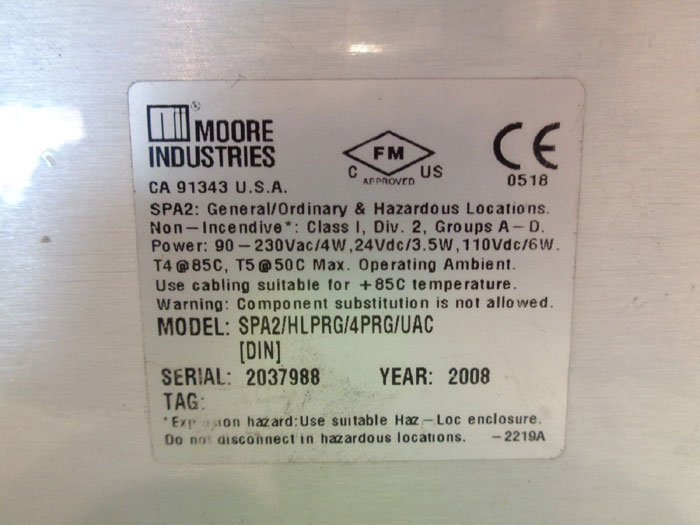 MOORE
INDUSTRIES
CA 91343 U.S.A.
FM
C US
APPROVED
CE
0518
SPA2: General/Ordinary & Hazardous Locations.
Non-Incendive*: Class I, Div. 2, Groups A-D.
Power: 90-230Vac/4W,24Vdc/3.5W,110Vdc/6W.
T4@85C, T5@50C Max. Operating Ambient.
Use cabling suitable for +85C temperature.
Warning: Component substitution is not allowed.
MODEL: SPA2/HLPRG/4PRG/UAC
[DIN]
SERIAL: 2037988 YEAR: 2008
TAG:
*Explosion hazard:Use suitable Haz-Loc enclosure.
Do not disconnect in hazardous locations. -2219A